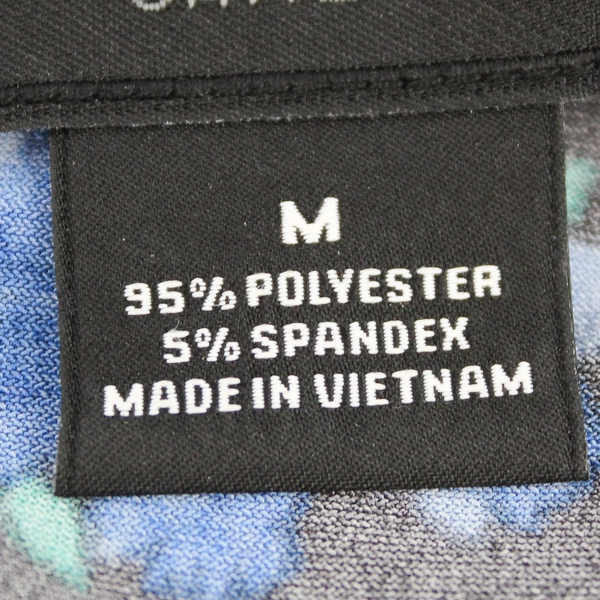 M
95% POLYESTER
5% SPANDEX
MADE IN VIETNAM